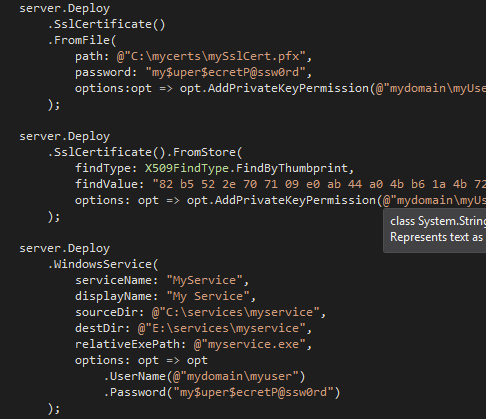 server.Deploy
.SslCertificate()
.FromFile(
path: @"C:\mycerts\mySslCert.pfx",
password: "my$uper$ecretP@ssw0rd",
options:opt => opt.AddPrivateKeyPermission(@"mydomain\myUse
);
server.Deploy
.SslCertificate().FromStore(
findType: X509FindType.FindByThumbprint,
findValue: "82 b5 52 2e 70 71 09 e0 ab 44 a0 4b b6 1a 4b 72
options: opt => opt.AddPrivateKeyPermission(@"mydomain\myUs
);
class System.String
Represents text as
server.Deploy
.WindowsService(
serviceName: "MyService",
displayName: "My Service",
sourceDir: @"C:\services\myservice",
destDir: @"E:\services\myservice",
relativeExePath: @"myservice.exe",
options: opt => opt
.UserName(@"mydomain\myuser")
.Password("my$uper$ecretP@ssw0rd")
);